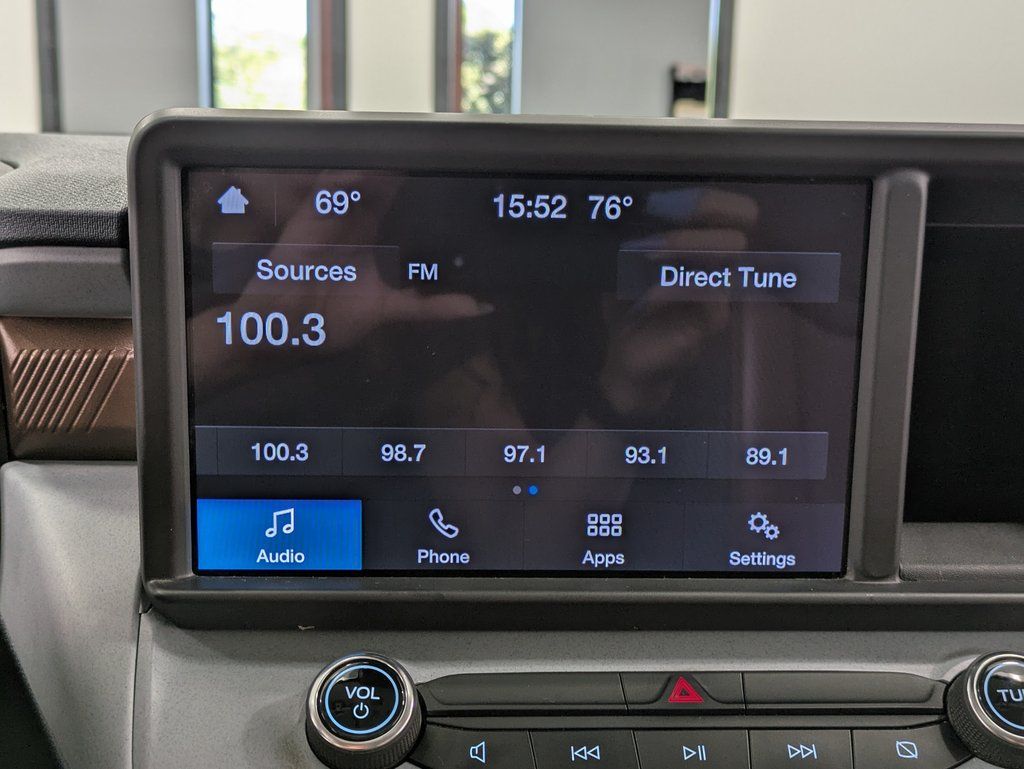 69° 15:52 76°
Sources FM Direct Tune
100.3
100.3 98.7 97.1 93.1 89.1
Audio Phone Apps Settings
VOL